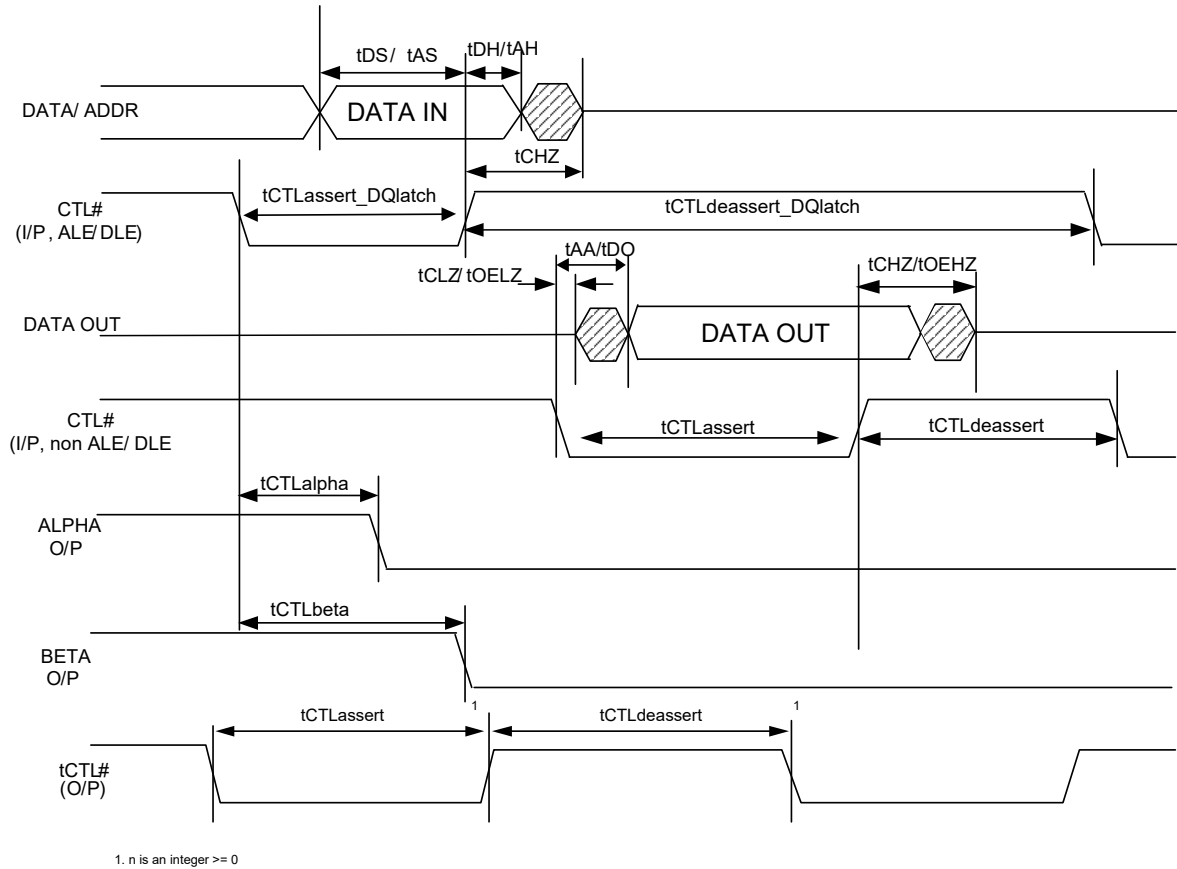 tDS/ tAS
tDH/tAH
DATA/ ADDR
DATA IN
tCHZ
CTL#
(I/P , ALE/ DLE)
tCTLassert_DQlatch
tCTLdeassert_DQlatch
tAA/tDO
tCLZ/ tOELZ
tCHZ/tOEHZ
DATA OUT
DATA OUT
CTL#
(I/P, non ALE/ DLE
tCTLassert
tCTLdeassert
tCTLalpha
ALPHA
O/P
tCTLbeta
BETA
O/P
tCTLassert
1
tCTLdeassert
1
tCTL#
(O/P)
1. n is an integer >= 0